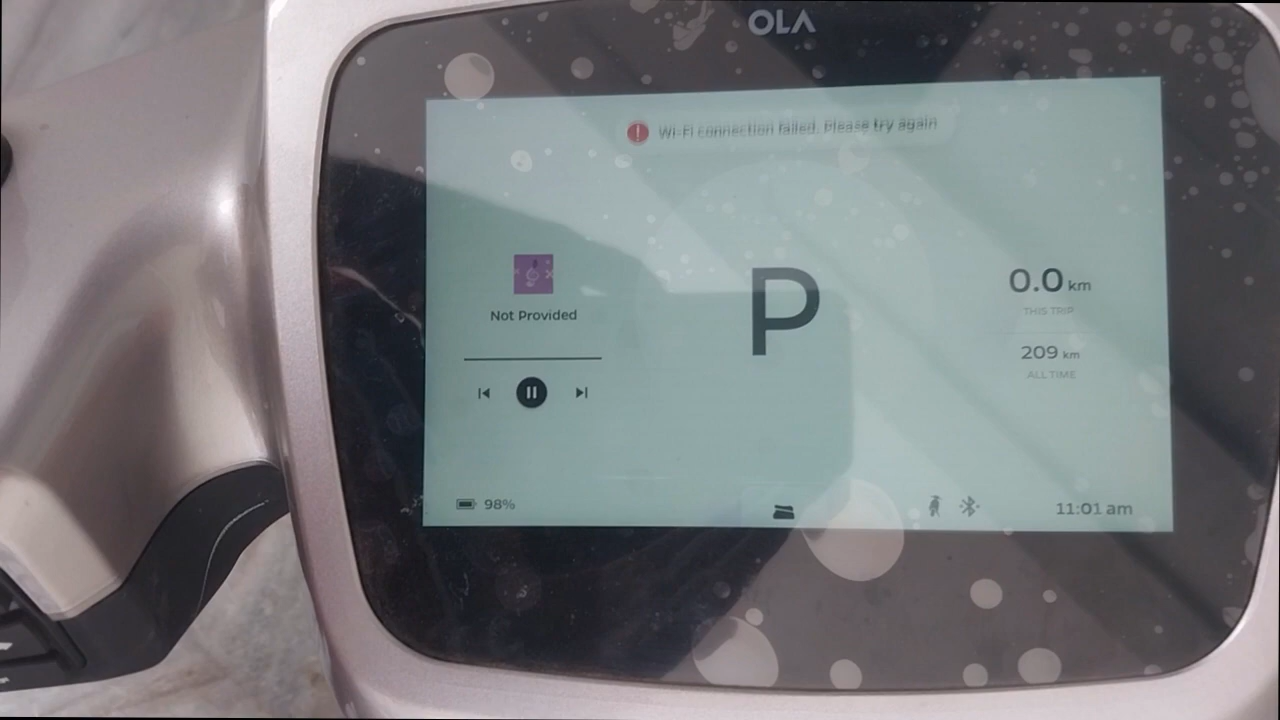 OLA
Wi-Fi connection failed. Please try again
Not Provided
P
0.0 km
THIS TRIP
209 km
ALL TIME
98%
11:01 am